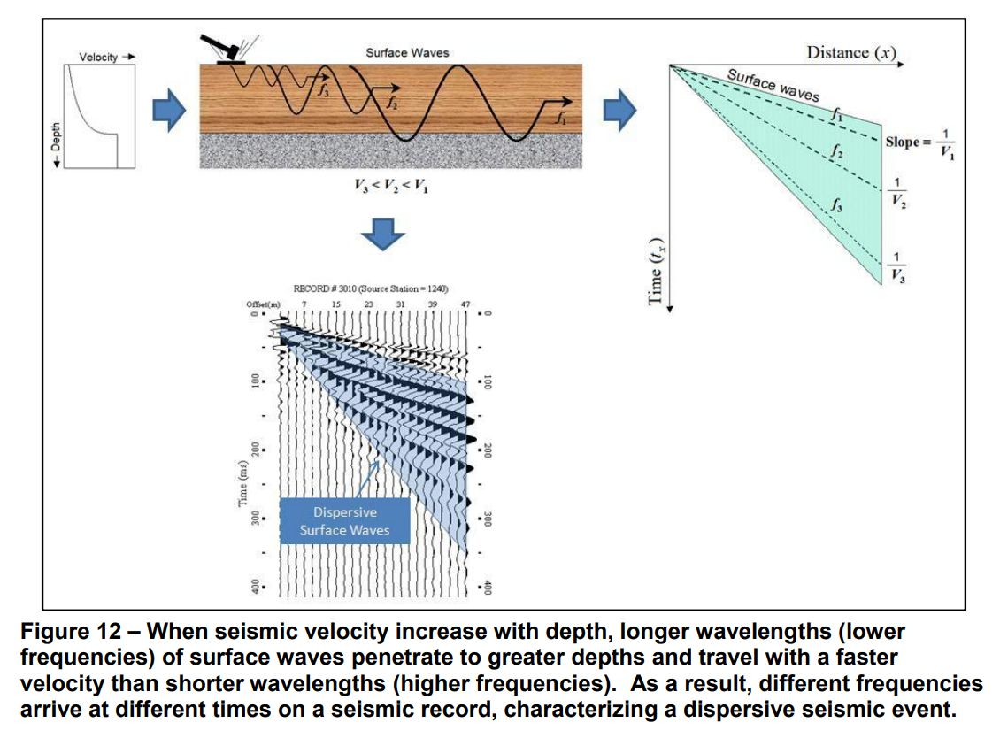 Velocity
Depth
Surface Waves
f3
f2
f1
V3 < V2 < V1
Distance (x)
Surface waves
f1
Slope = 1/V1
f2
1/V2
f3
1/V3
Time (tx)
RECORD # 3010 (Source Station = 1240)
Offset(m) 7 15 23 31 39 47
0 0
100 100
200 200
Time (ms)
300 300
400 400
Dispersive
Surface Waves
Figure 12 – When seismic velocity increase with depth, longer wavelengths (lower
frequencies) of surface waves penetrate to greater depths and travel with a faster
velocity than shorter wavelengths (higher frequencies).  As a result, different frequencies
arrive at different times on a seismic record, characterizing a dispersive seismic event.